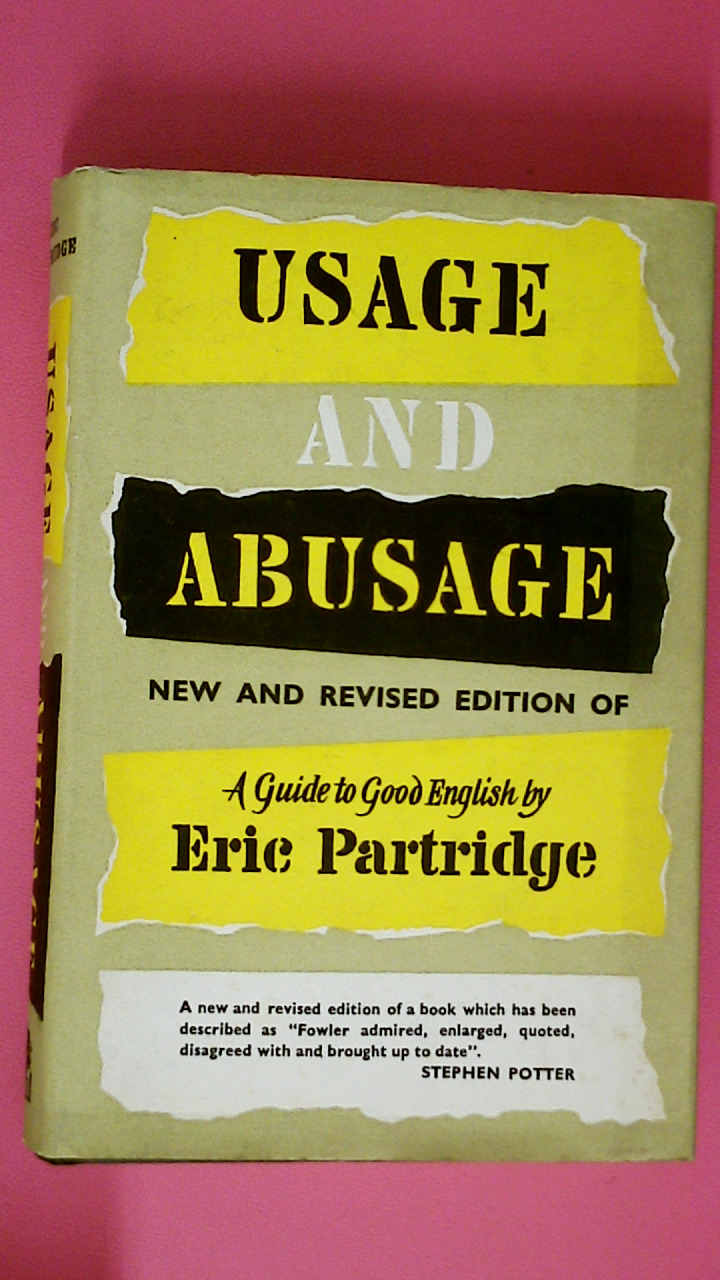 USAGE
AND
ABUSAGE
NEW AND REVISED EDITION OF
A Guide to Good English by
Eric Partridge
A new and revised edition of a book which has been
described as "Fowler admired, enlarged, quoted,
disagreed with and brought up to date".
STEPHEN POTTER
USAGE
ABUSAGE